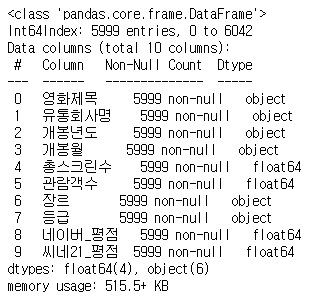 <class 'pandas.core.frame.DataFrame'>
Int64Index: 5999 entries, 0 to 6042
Data columns (total 10 columns):
 #   Column   Non-Null Count  Dtype
---  ------   --------------  -----
 0   영화제목     5999 non-null   object
 1   유통회사명    5999 non-null   object
 2   개봉년도     5999 non-null   object
 3   개봉월      5999 non-null   object
 4   총스크린수    5999 non-null   float64
 5   관람객수     5999 non-null   float64
 6   장르       5999 non-null   object
 7   등급       5999 non-null   object
 8   네이버_평점   5999 non-null   float64
 9   씨네21_평점  5999 non-null   float64
dtypes: float64(4), object(6)
memory usage: 515.5+ KB